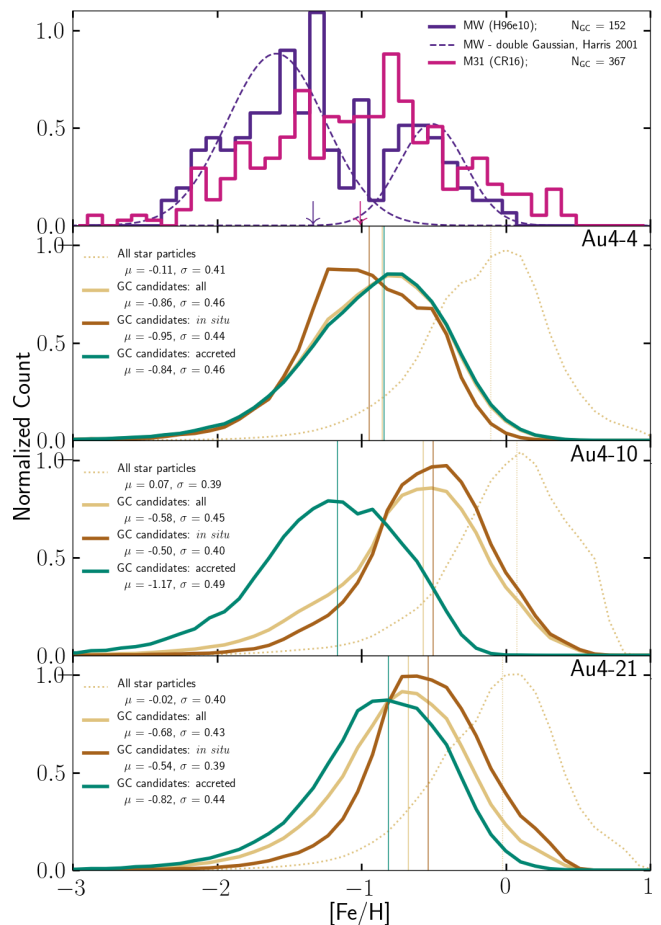 MW (H96e10); N_GC = 152
MW - double Gaussian, Harris 2001
M31 (CR16); N_GC = 367
1.0
0.5
0.0
Au4-4
All star particles
μ = -0.11, σ = 0.41
GC candidates: all
μ = -0.86, σ = 0.46
GC candidates: in situ
μ = -0.95, σ = 0.44
GC candidates: accreted
μ = -0.84, σ = 0.46
1.0
0.5
0.0
Au4-10
All star particles
μ = 0.07, σ = 0.39
GC candidates: all
μ = -0.58, σ = 0.45
GC candidates: in situ
μ = -0.50, σ = 0.40
GC candidates: accreted
μ = -1.17, σ = 0.49
1.0
0.5
0.0
Au4-21
All star particles
μ = -0.02, σ = 0.40
GC candidates: all
μ = -0.68, σ = 0.43
GC candidates: in situ
μ = -0.54, σ = 0.39
GC candidates: accreted
μ = -0.82, σ = 0.44
1.0
0.5
0.0
Normalized Count
−3 −2 −1 0 1
[Fe/H]